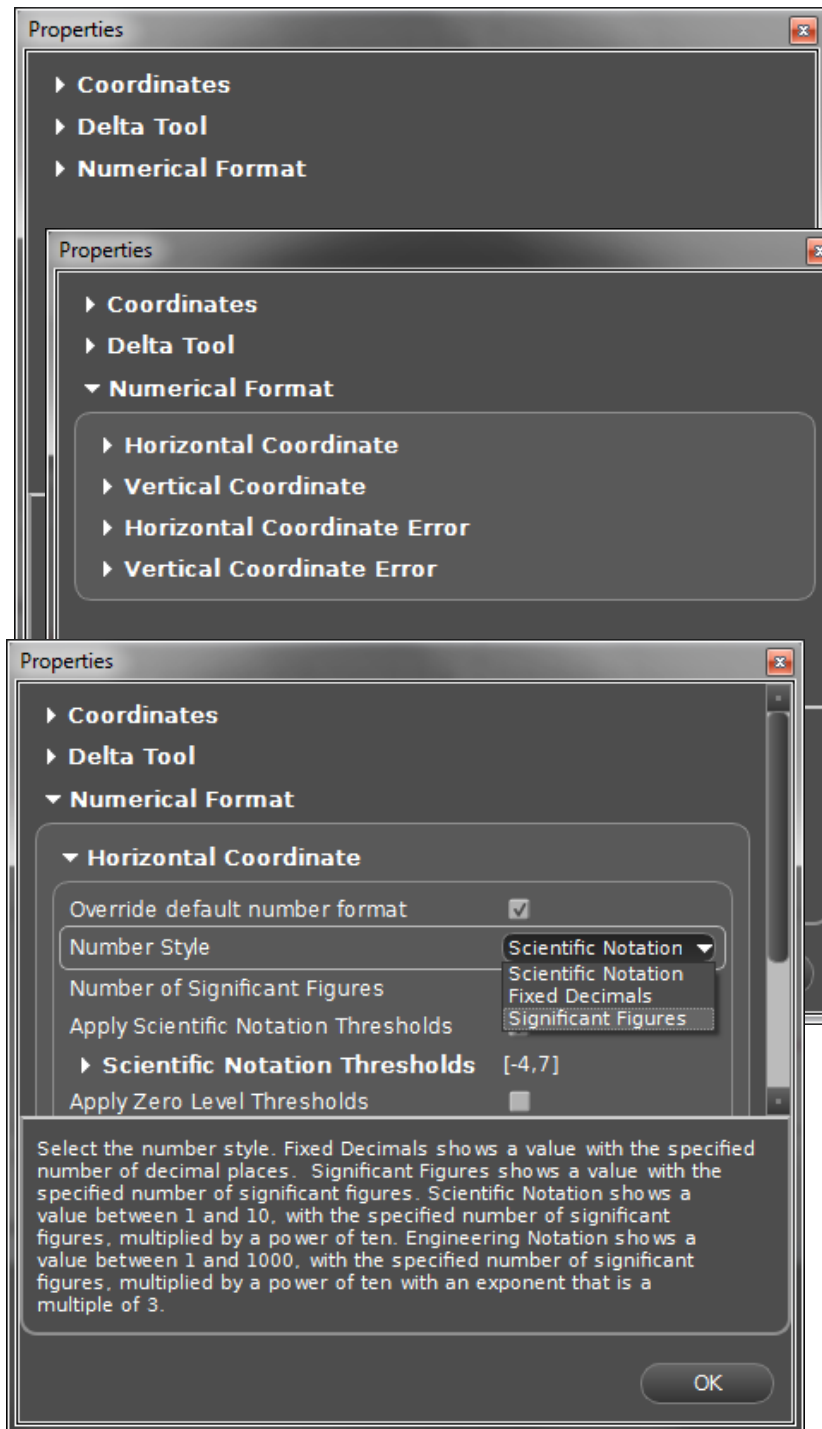 Properties
Coordinates
Delta Tool
Numerical Format
Properties
Coordinates
Delta Tool
Numerical Format
Horizontal Coordinate
Vertical Coordinate
Horizontal Coordinate Error
Vertical Coordinate Error
Properties
Coordinates
Delta Tool
Numerical Format
Horizontal Coordinate
Override default number format
Number Style Scientific Notation
Scientific Notation
Fixed Decimals
Significant Figures
Number of Significant Figures
Apply Scientific Notation Thresholds
Scientific Notation Thresholds [-4,7]
Apply Zero Level Thresholds
Select the number style. Fixed Decimals shows a value with the specified
number of decimal places.  Significant Figures shows a value with the
specified number of significant figures. Scientific Notation shows a
value between 1 and 10, with the specified number of significant
figures, multiplied by a power of ten. Engineering Notation shows a
value between 1 and 1000, with the specified number of significant
figures, multiplied by a power of ten with an exponent that is a
multiple of 3.
OK